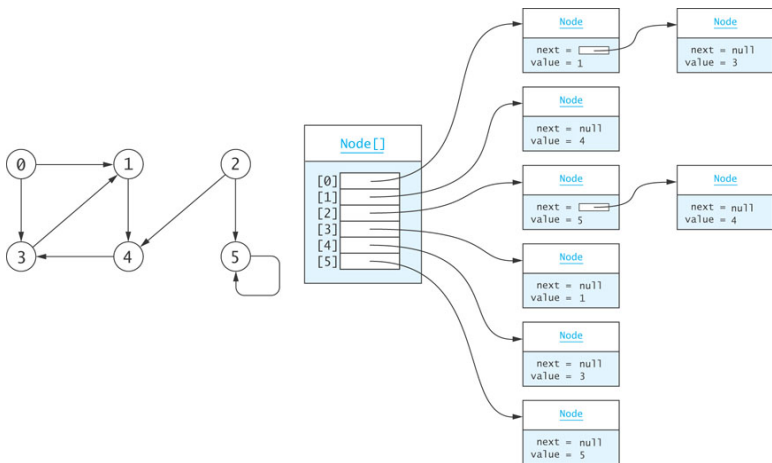 0
1
2
3
4
5
Node[]
[0]
[1]
[2]
[3]
[4]
[5]
Node
next =
value = 1
Node
next = null
value = 3
Node
next = null
value = 4
Node
next =
value = 5
Node
next = null
value = 4
Node
next = null
value = 1
Node
next = null
value = 3
Node
next = null
value = 5